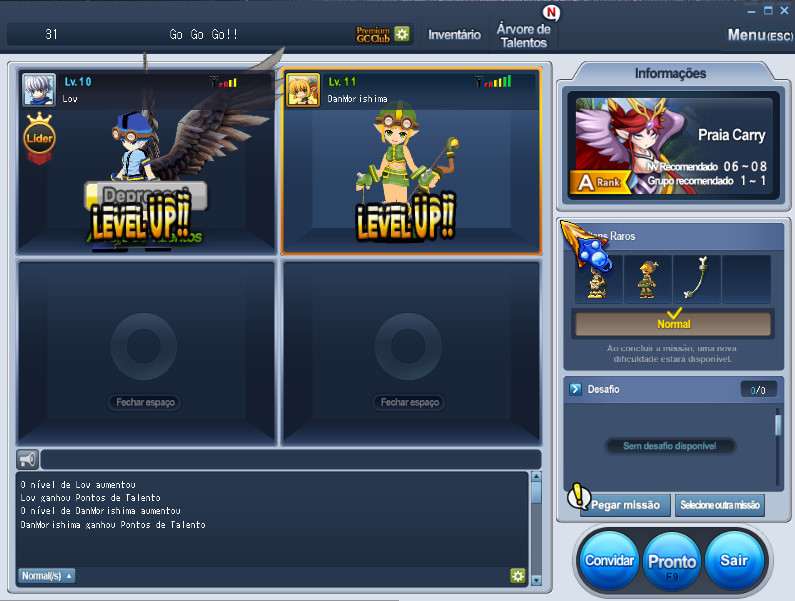 31
Go Go Go!!
Premium
GC Club
Inventário
Árvore de
Talentos
N
Menu(ESC)
Lv.10
Lov
Líder
LEVEL UP!!
Lv.11
DanMorishima
LEVEL UP!!
Fechar espaço
Fechar espaço
O nível de Lov aumentou
Lov ganhou Pontos de Talento
O nível de DanMorishima aumentou
DanMorishima ganhou Pontos de Talento
Normal(/s)
Informações
Praia Carry
Nv Recomendado 06 ~ 08
Grupo recomendado 1 ~ 1
A Rank
Raros
Normal
Ao concluir a missão, uma nova
dificuldade estará disponível.
Desafio
0/0
Sem desafio disponível
Pegar missão
Selecione outra missão
Convidar
Pronto
F9
Sair